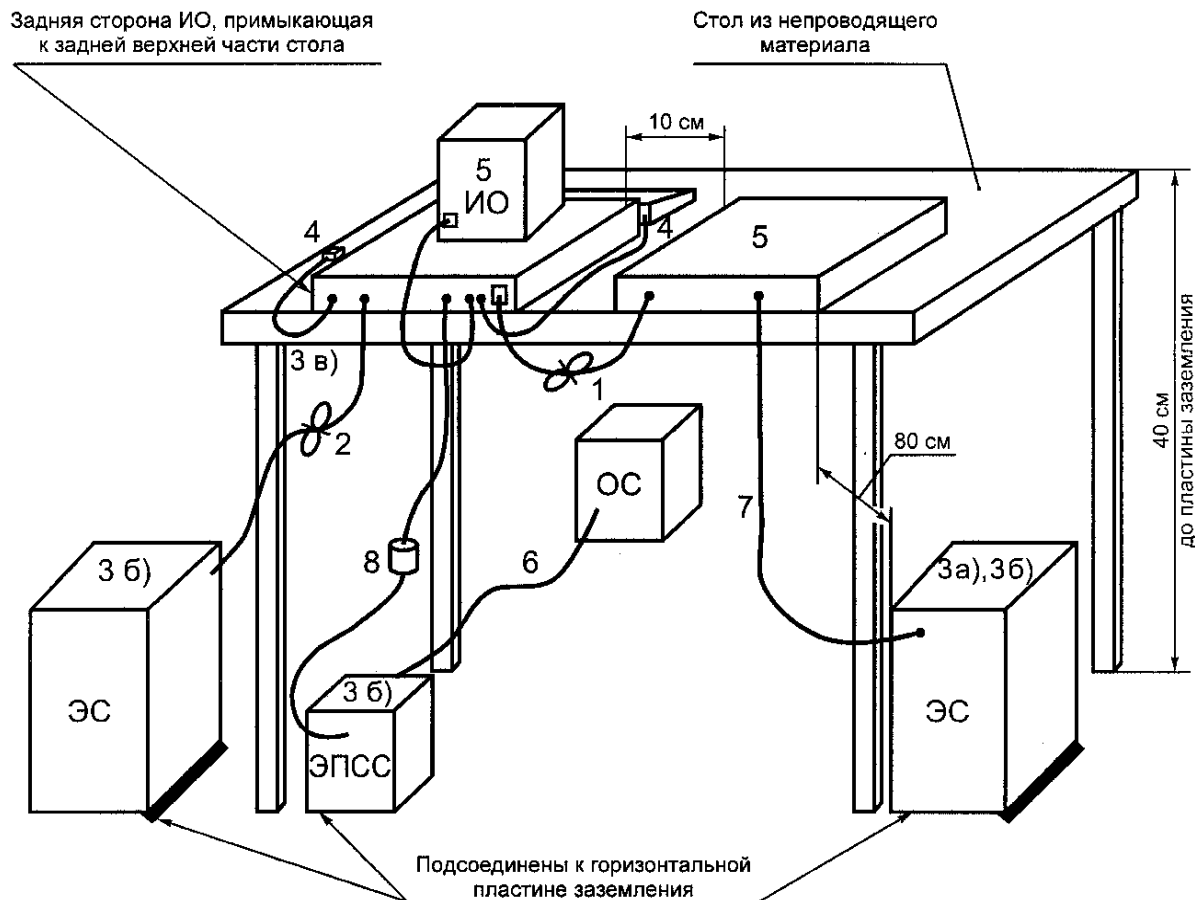 Задняя сторона ИО, примыкающая
к задней верхней части стола
Стол из непроводящего
материала
10 см
5
ИО
4
4
5
3 в)
1
2
80 см
40 см
до пластины заземления
ОС
7
8
6
3 б)
3а),3б)
3 б)
ЭС
ЭПСС
ЭС
Подсоединены к горизонтальной
пластине заземления